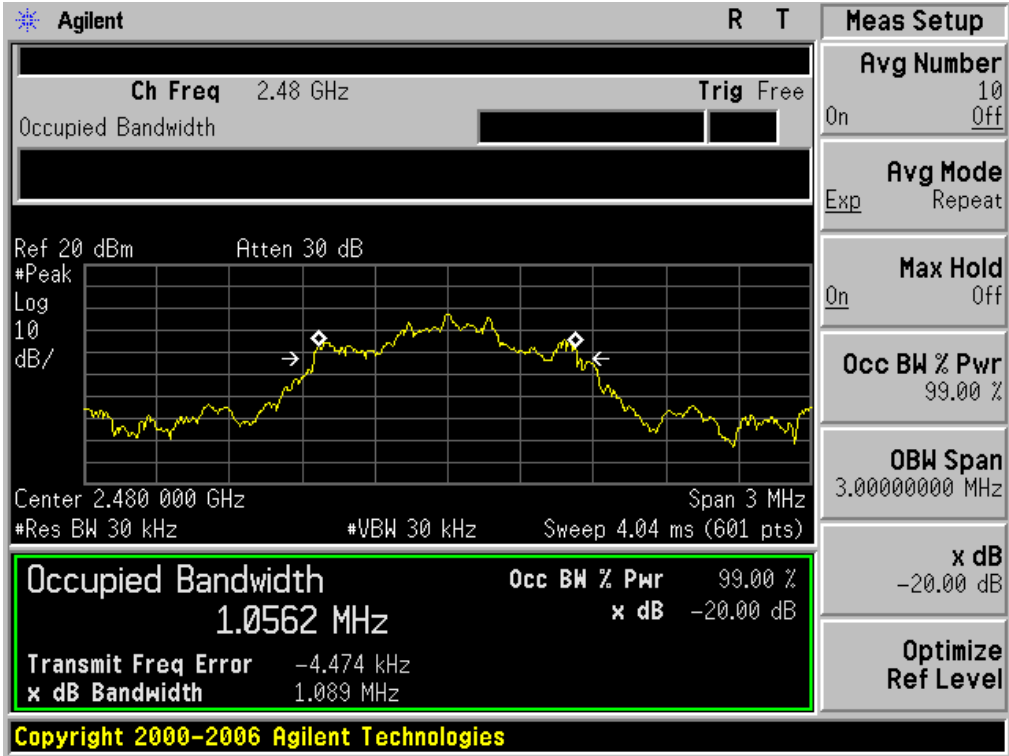 Agilent R T
Ch Freq 2.48 GHz Trig Free
Occupied Bandwidth
Ref 20 dBm Atten 30 dB
#Peak
Log
10
dB/
Center 2.480 000 GHz Span 3 MHz
#Res BW 30 kHz #VBW 30 kHz Sweep 4.04 ms (601 pts)
Occupied Bandwidth Occ BW % Pwr 99.00 %
1.0562 MHz x dB -20.00 dB
Transmit Freq Error -4.474 kHz
x dB Bandwidth 1.089 MHz
Copyright 2000-2006 Agilent Technologies
Meas Setup
Avg Number
10
On Off
Avg Mode
Exp Repeat
Max Hold
On Off
Occ BW % Pwr
99.00 %
OBW Span
3.00000000 MHz
x dB
-20.00 dB
Optimize
Ref Level